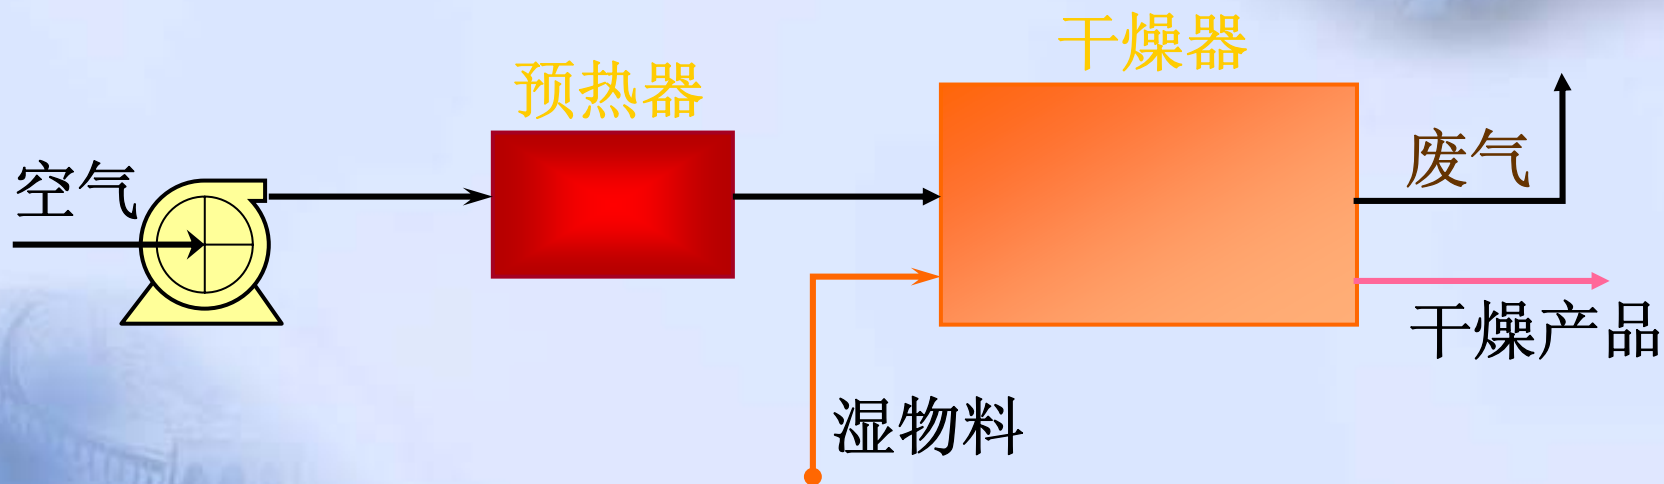 干燥器
预热器
空气
废气
干燥产品
湿物料